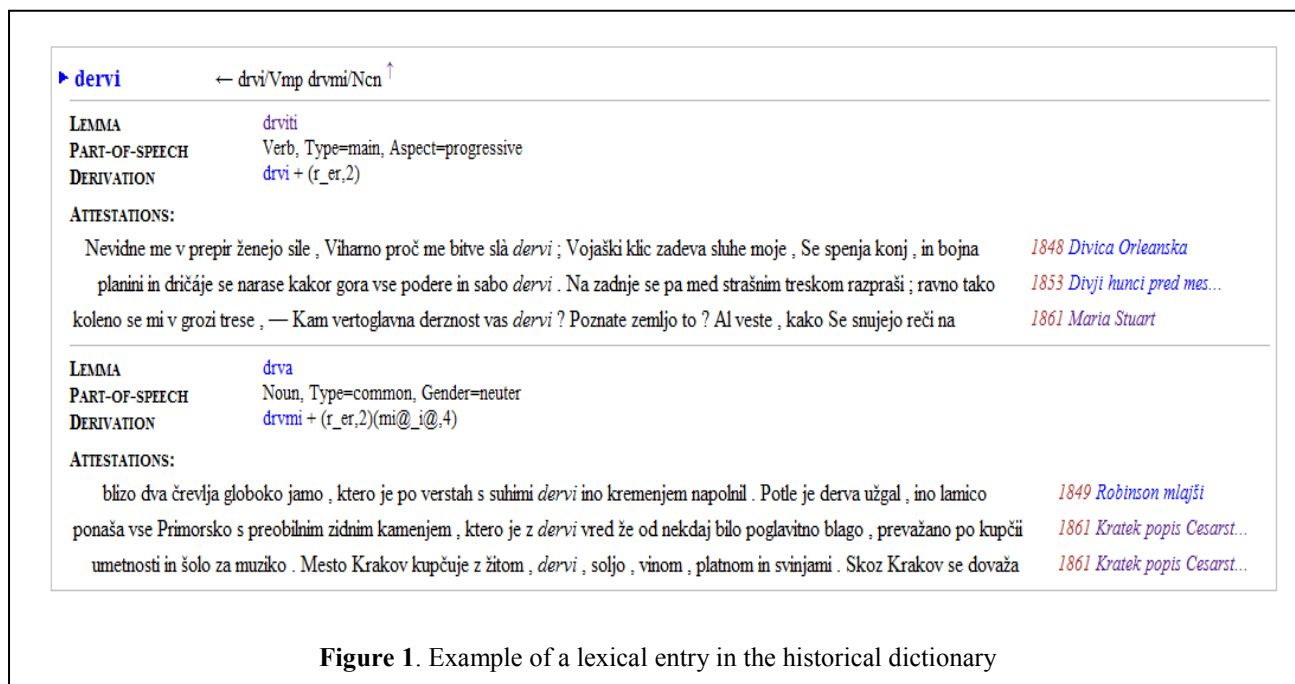 ▶ dervi ← drvi/Vmp drvmi/Ncn ↑
LEMMA drviti
PART-OF-SPEECH Verb, Type=main, Aspect=progressive
DERIVATION drvi + (r_er,2)
ATTESTATIONS:
Nevidne me v prepir ženejo sile , Viharno proč me bitve slà dervi ; Vojaški klic zadeva sluhe moje , Se spenja konj , in bojna 1848 Divica Orleanska
planini in dričáje se narase kakor gora vse podere in sabo dervi . Na zadnje se pa med strašnim treskom razpraši ; ravno tako 1853 Divji hunci pred mes...
koleno se mi v grozi trese , — Kam vertoglavna derznost vas dervi ? Poznate zemljo to ? Al veste , kako Se snujejo reči na 1861 Maria Stuart
LEMMA drva
PART-OF-SPEECH Noun, Type=common, Gender=neuter
DERIVATION drvmi + (r_er,2)(mi@_i@,4)
ATTESTATIONS:
blizo dva črevlja globoko jamo , ktero je po verstah s suhimi dervi ino kremenjem napolnil . Potle je derva užgal , ino lamico 1849 Robinson mlajši
ponaša vse Primorsko s preobilnim zidnim kamenjem , ktero je z dervi vred že od nekdaj bilo poglavitno blago , prevažano po kupčii 1861 Kratek popis Cesarst...
umetnosti in šolo za muziko . Mesto Krakov kupčuje z žitom , dervi , soljo , vinom , platnom in svinjami . Skoz Krakov se dovaža 1861 Kratek popis Cesarst...
Figure 1. Example of a lexical entry in the historical dictionary